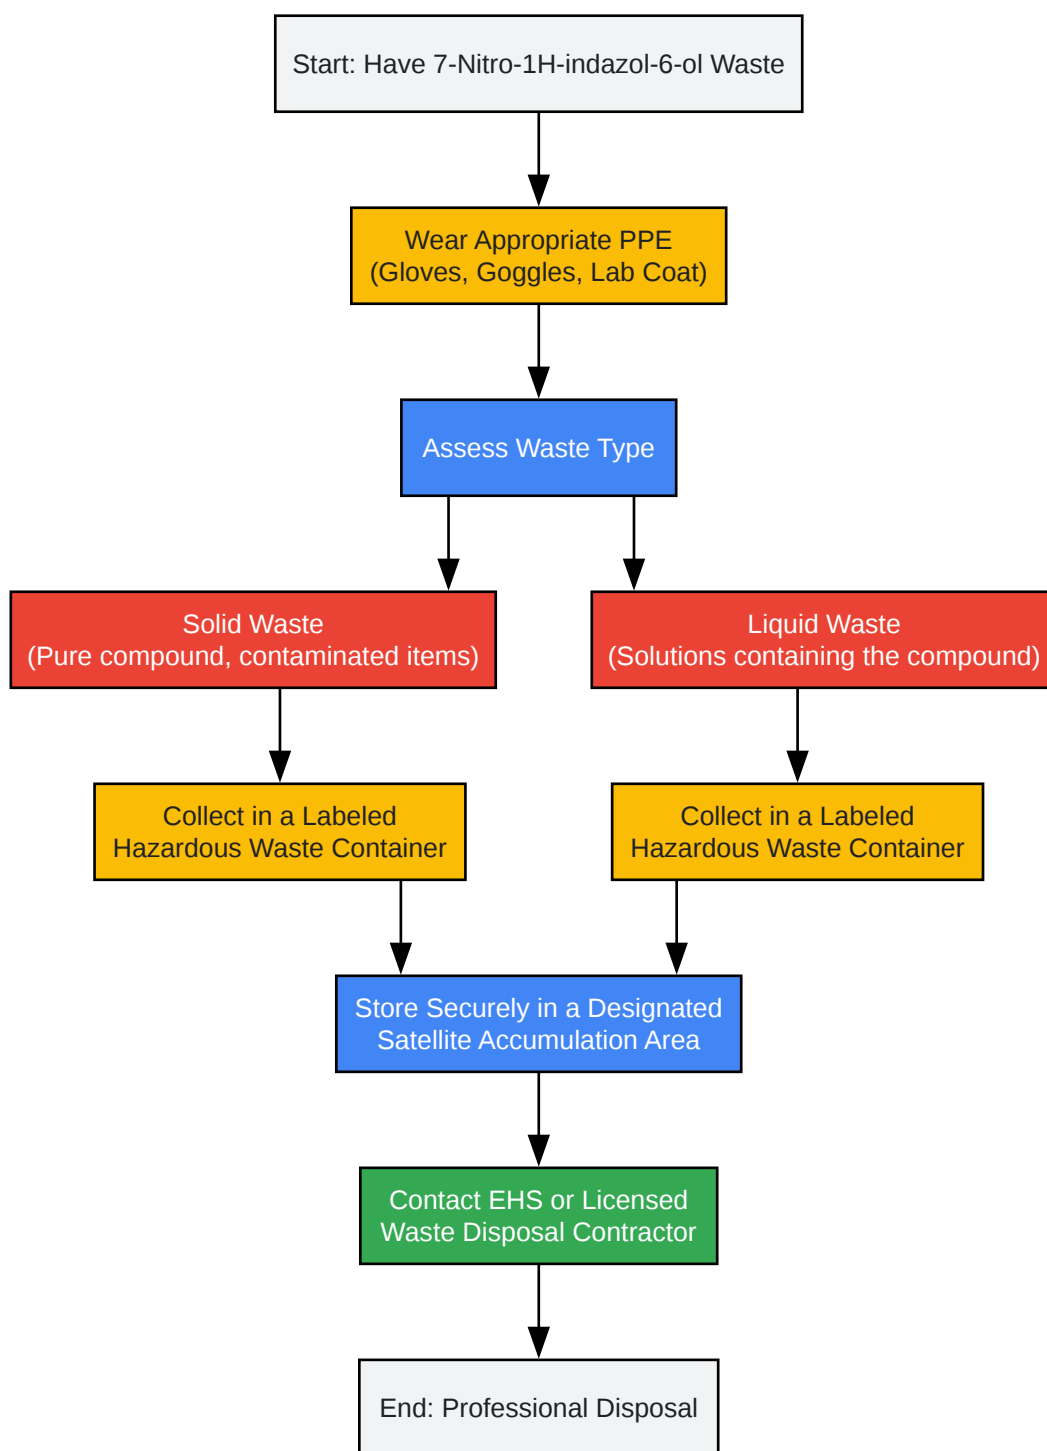 Start: Have 7-Nitro-1H-indazol-6-ol Waste
Wear Appropriate PPE
(Gloves, Goggles, Lab Coat)
Assess Waste Type
Solid Waste
(Pure compound, contaminated items)
Liquid Waste
(Solutions containing the compound)
Collect in a Labeled
Hazardous Waste Container
Collect in a Labeled
Hazardous Waste Container
Store Securely in a Designated
Satellite Accumulation Area
Contact EHS or Licensed
Waste Disposal Contractor
End: Professional Disposal